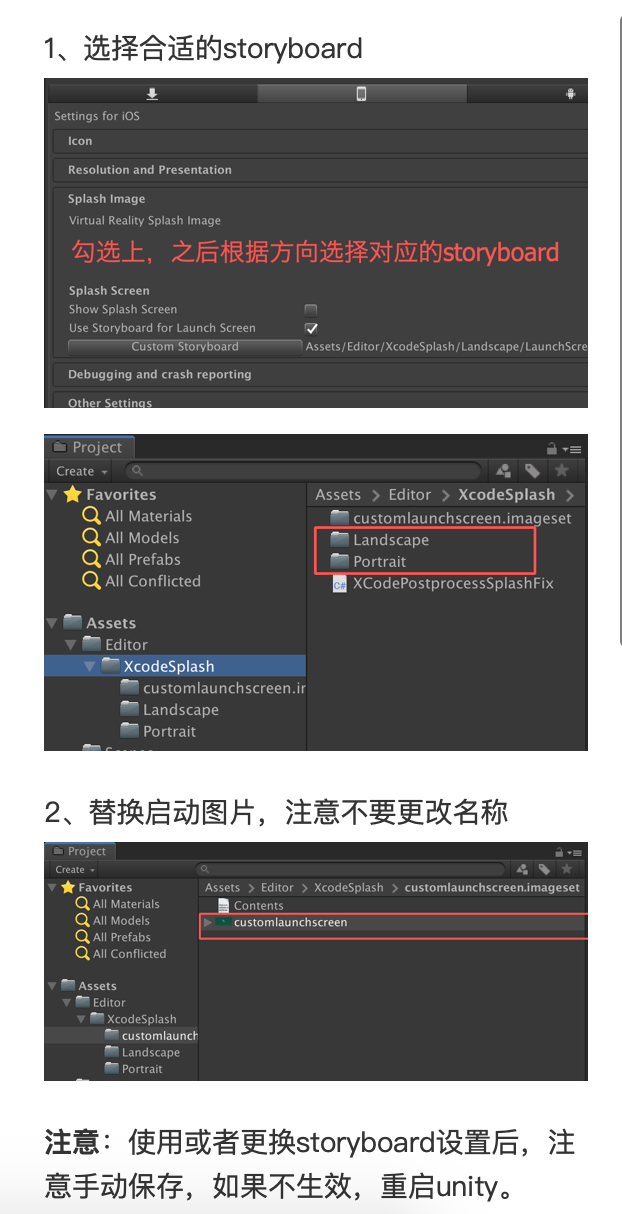 1、选择合适的storyboard
Settings for iOS
Icon
Resolution and Presentation
Splash Image
Virtual Reality Splash Image
勾选上，之后根据方向选择对应的storyboard
Splash Screen
Show Splash Screen
Use Storyboard for Launch Screen
Custom Storyboard Assets/Editor/XcodeSplash/Landscape/LaunchScre
Debugging and crash reporting
Other Settings
Project
Create
Favorites
All Materials
All Models
All Prefabs
All Conflicted
Assets
Editor
XcodeSplash
customlaunchscreen.ir
Landscape
Portrait
Assets > Editor > XcodeSplash >
customlaunchscreen.imageset
Landscape
Portrait
XCodePostprocessSplashFix
2、替换启动图片，注意不要更改名称
Project
Create
Favorites
All Materials
All Models
All Prefabs
All Conflicted
Assets
Editor
XcodeSplash
customlaunch
Landscape
Portrait
Assets > Editor > XcodeSplash > customlaunchscreen.imageset
Contents
customlaunchscreen
注意：使用或者更换storyboard设置后，注
意手动保存，如果不生效，重启unity。